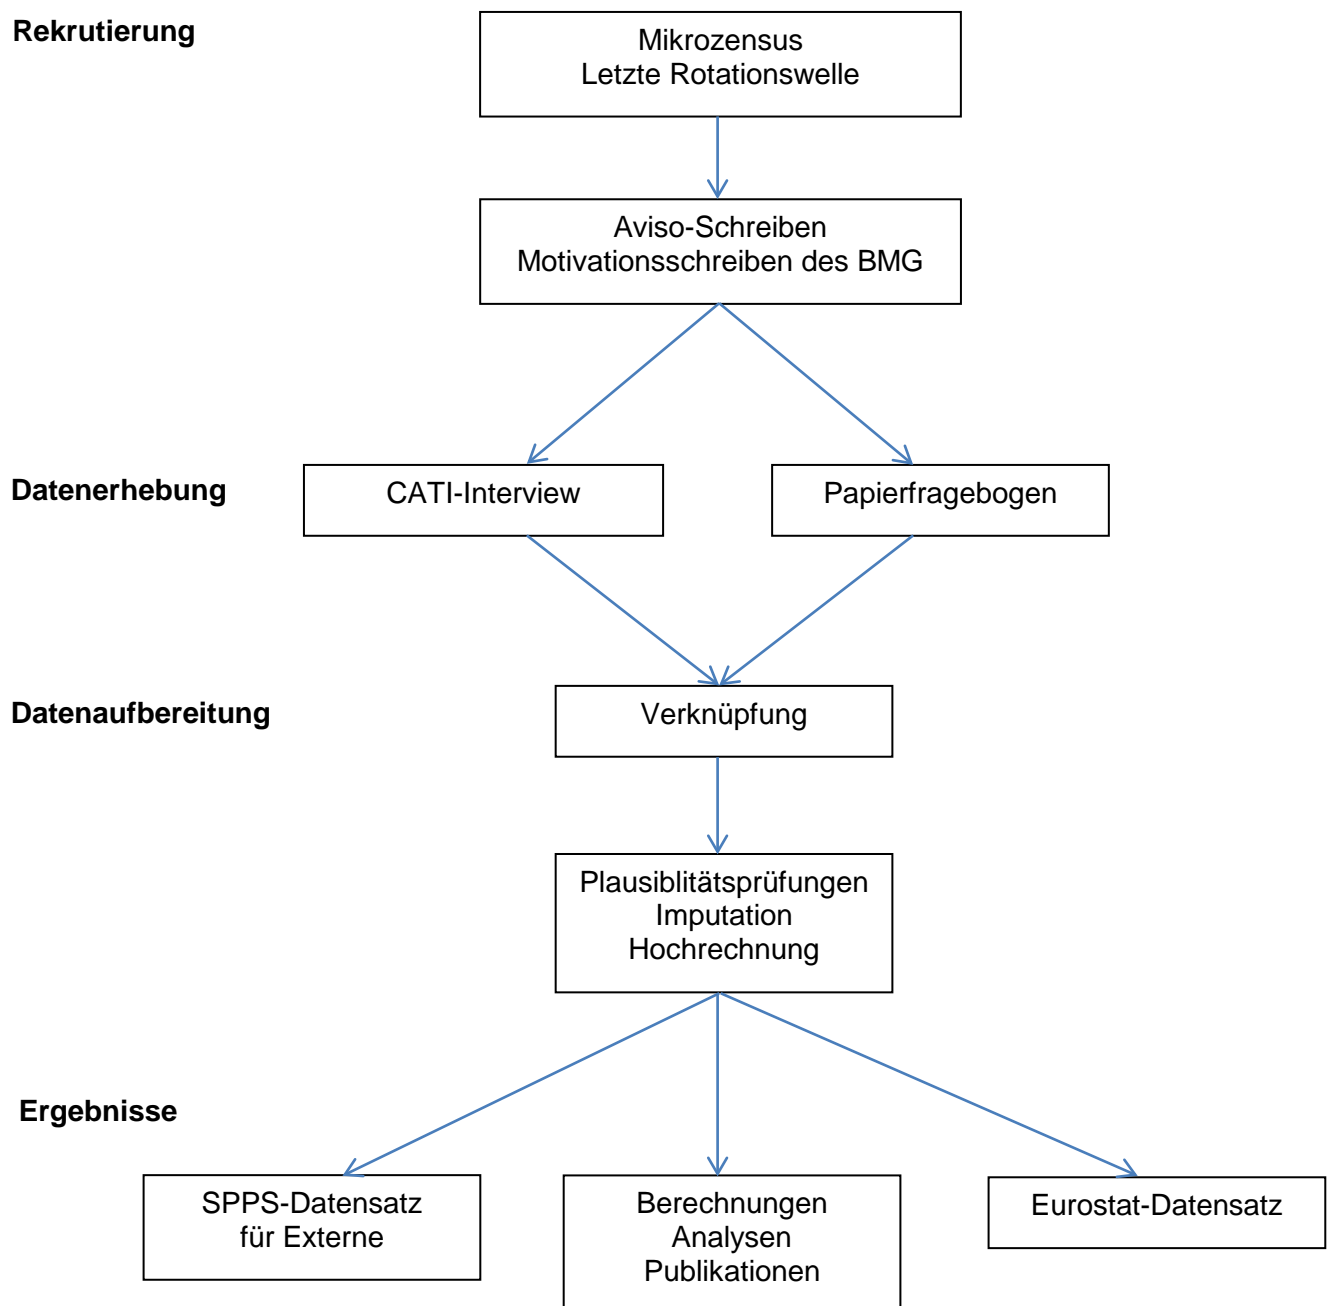 Rekrutierung
Mikrozensus
Letzte Rotationswelle
Aviso-Schreiben
Motivationsschreiben des BMG
Datenerhebung
CATI-Interview
Papierfragebogen
Datenaufbereitung
Verknüpfung
Plausiblitätsprüfungen
Imputation
Hochrechnung
Ergebnisse
SPPS-Datensatz
für Externe
Berechnungen
Analysen
Publikationen
Eurostat-Datensatz